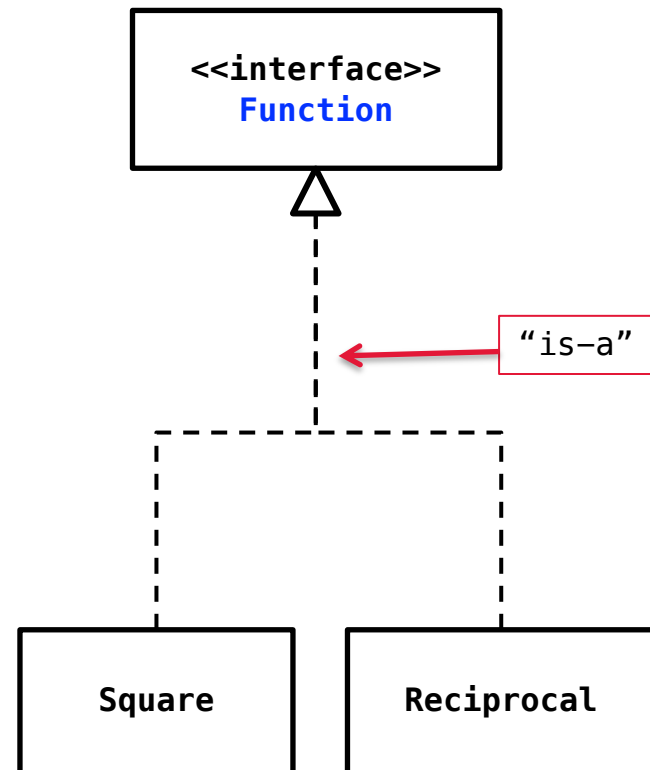 <<interface>>
Function
“is–a”
Square
Reciprocal